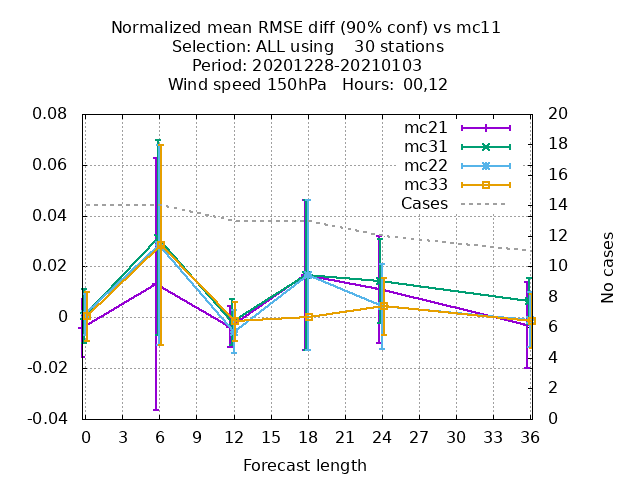 Normalized mean RMSE diff (90% conf) vs mc11
Selection: ALL using    30 stations
Period: 20201228-20210103
Wind speed 150hPa   Hours:  00,12
0.08
0.06
0.04
0.02
0
-0.02
-0.04
mc21
mc31
mc22
mc33
Cases
20
18
16
14
12
10
8
6
4
2
0
No cases
0 3 6 9 12 15 18 21 24 27 30 33 36
Forecast length